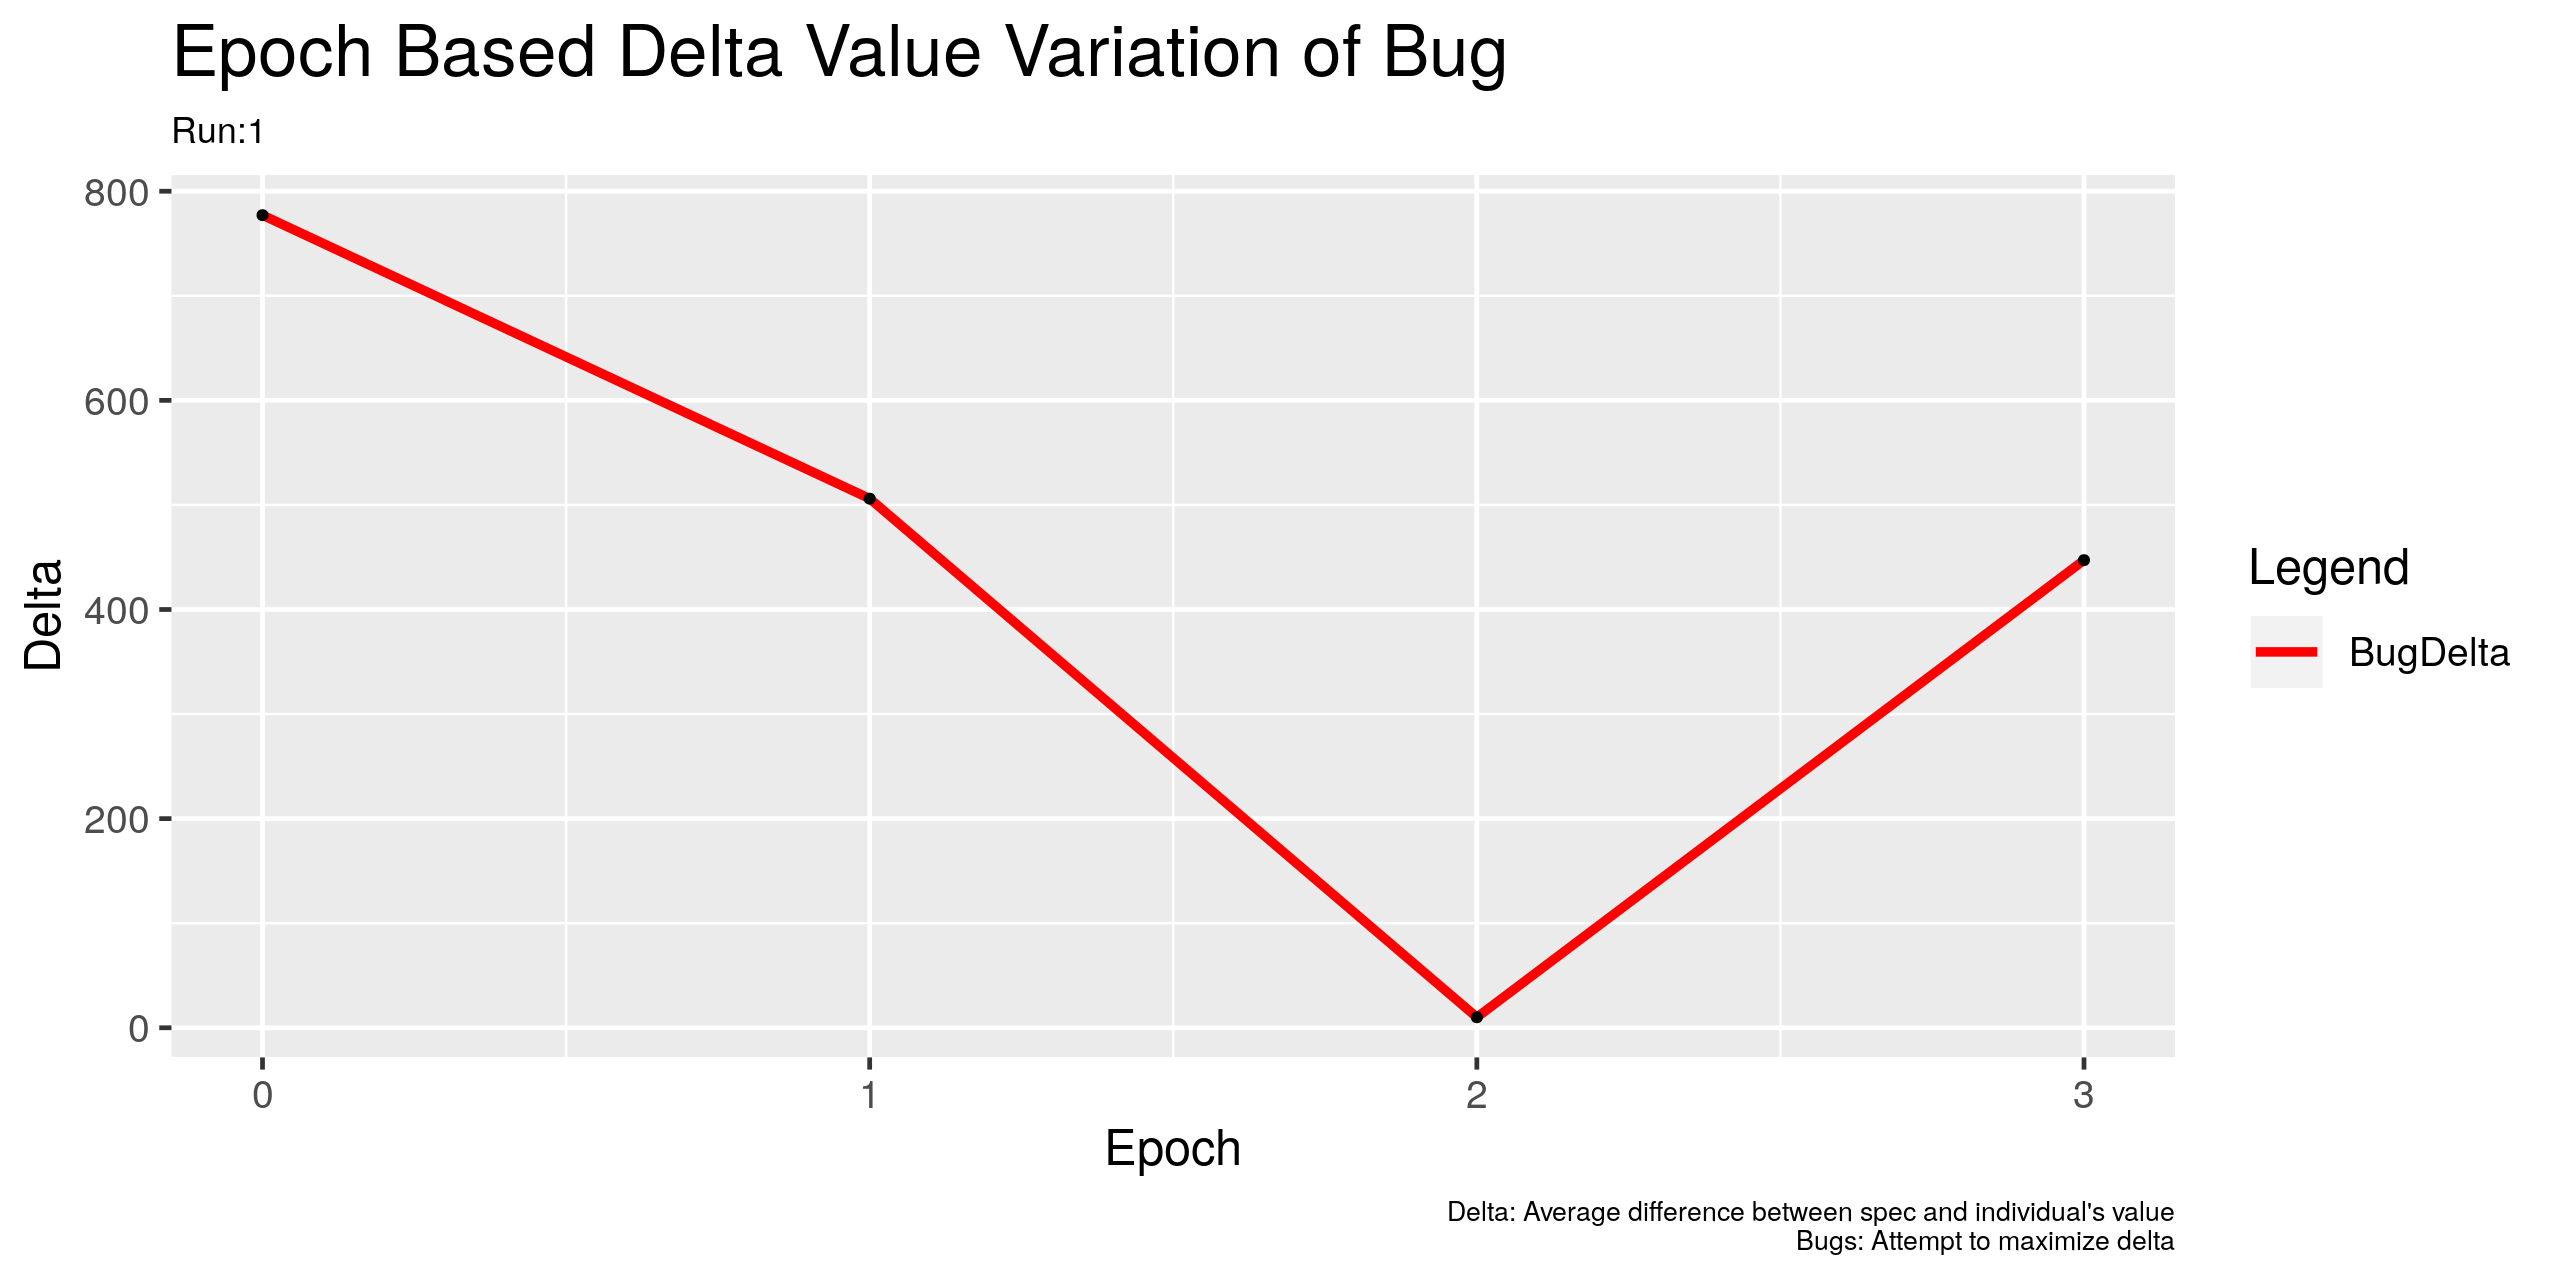 Epoch Based Delta Value Variation of Bug
Run:1
800
600
400
200
0
Delta
0 1 2 3
Epoch
Legend
BugDelta
Delta: Average difference between spec and individual's value
Bugs: Attempt to maximize delta